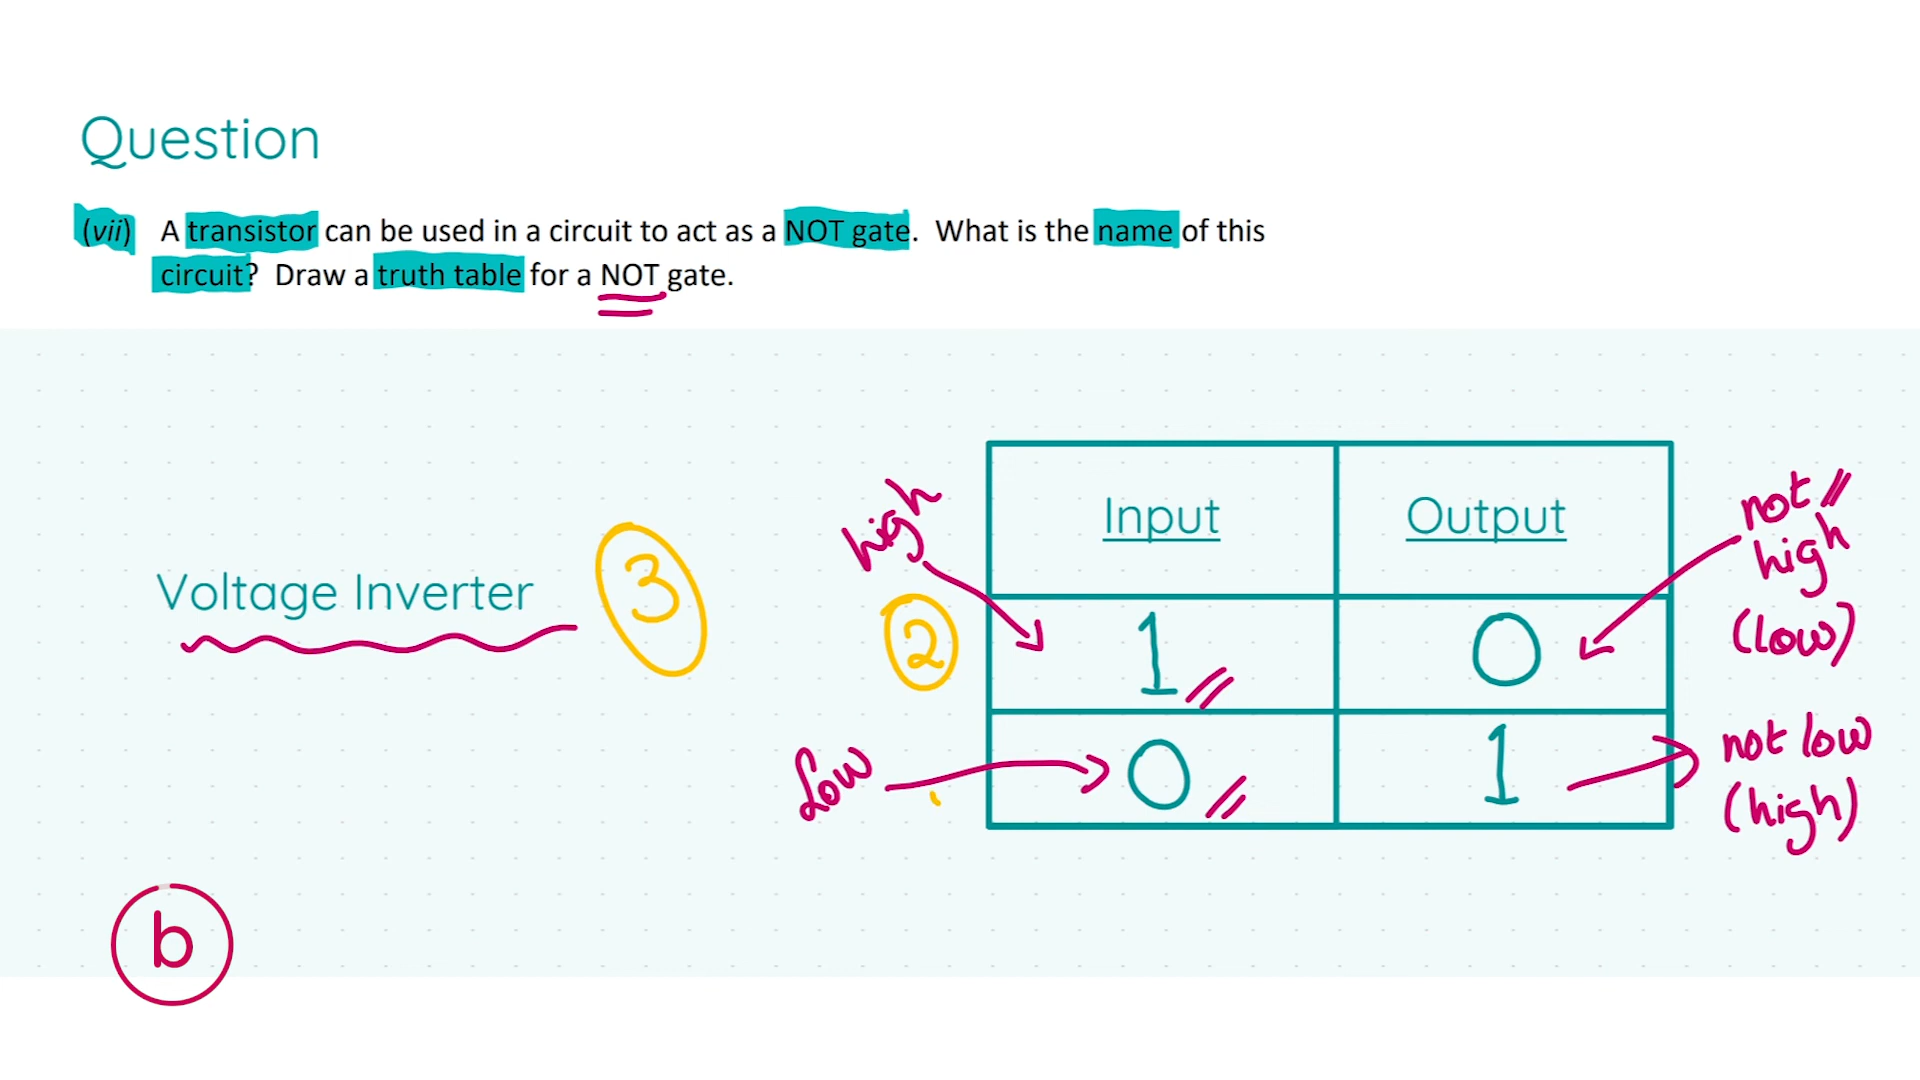 Question
(vii) A transistor can be used in a circuit to act as a NOT gate. What is the name of this
circuit? Draw a truth table for a NOT gate.
Voltage Inverter
3
Input
Output
high
2
1
0
not
high
(low)
Low
0
1
not low
(high)
b